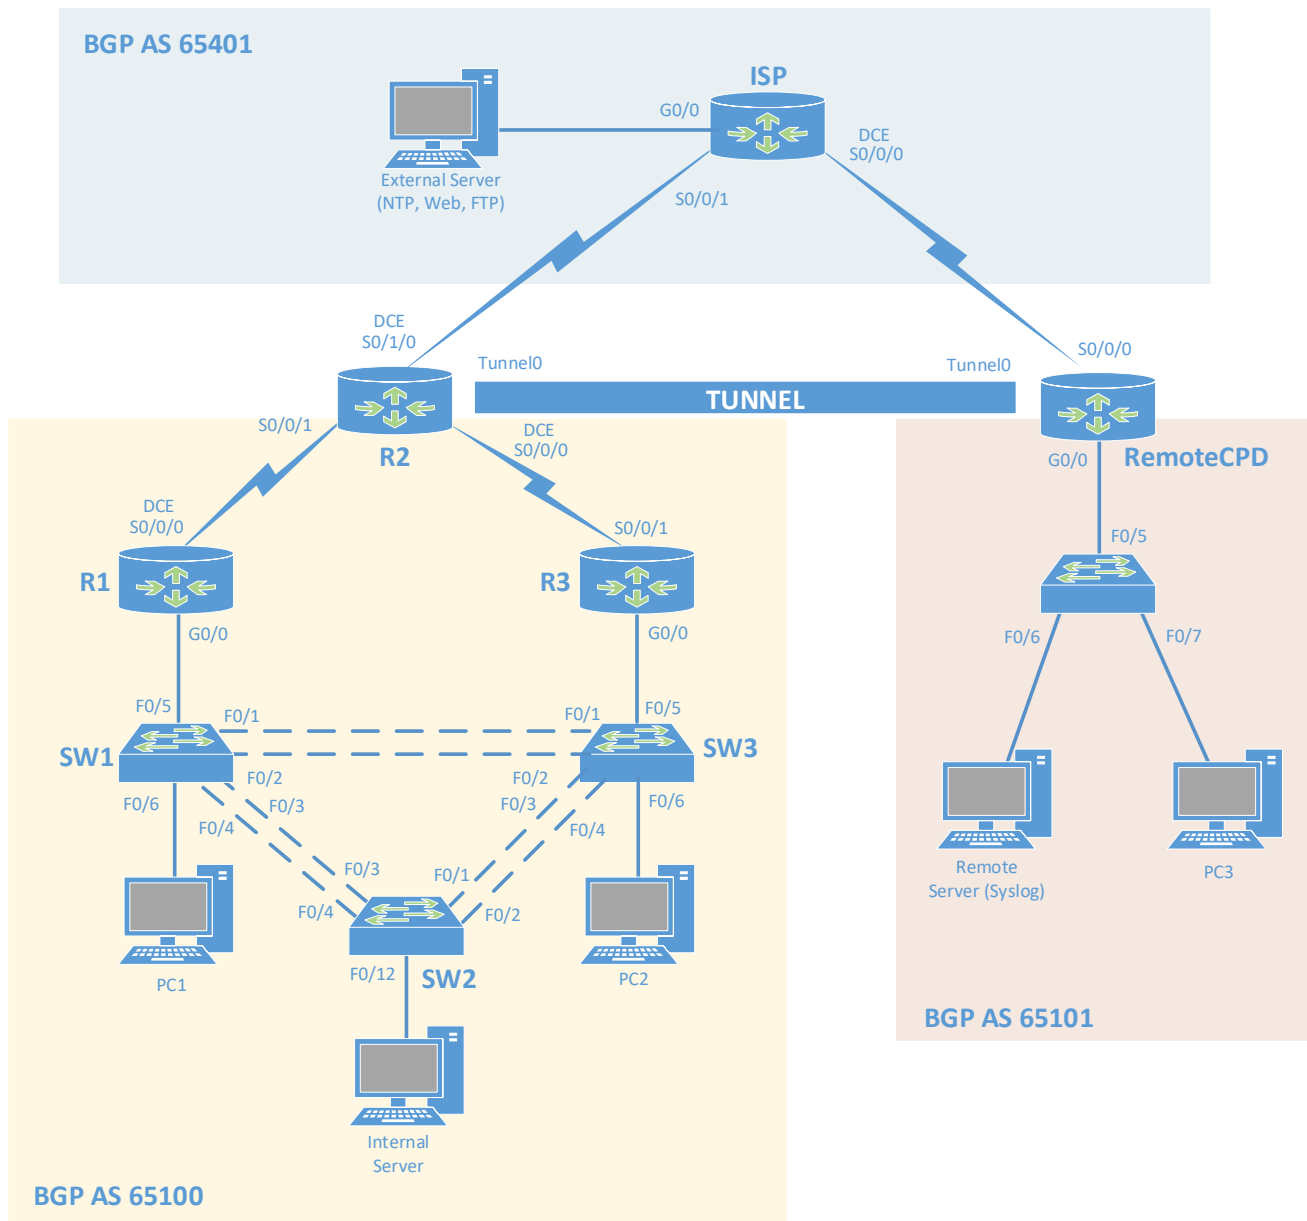 BGP AS 65401
ISP
G0/0
DCE
S0/0/0
External Server
(NTP, Web, FTP)
S0/0/1
DCE
S0/1/0
Tunnel0
Tunnel0
S0/0/0
TUNNEL
S0/0/1
R2
DCE
S0/0/0
G0/0
RemoteCPD
DCE
S0/0/0
S0/0/1
F0/5
R1
R3
G0/0
G0/0
F0/6
F0/7
F0/5
F0/1
F0/1
F0/5
SW1
SW3
F0/2
F0/2
F0/6
F0/3
F0/3
F0/6
F0/4
F0/4
F0/3
F0/1
Remote
Server (Syslog)
PC3
F0/4
F0/2
PC1
F0/12
SW2
PC2
BGP AS 65101
Internal
Server
BGP AS 65100